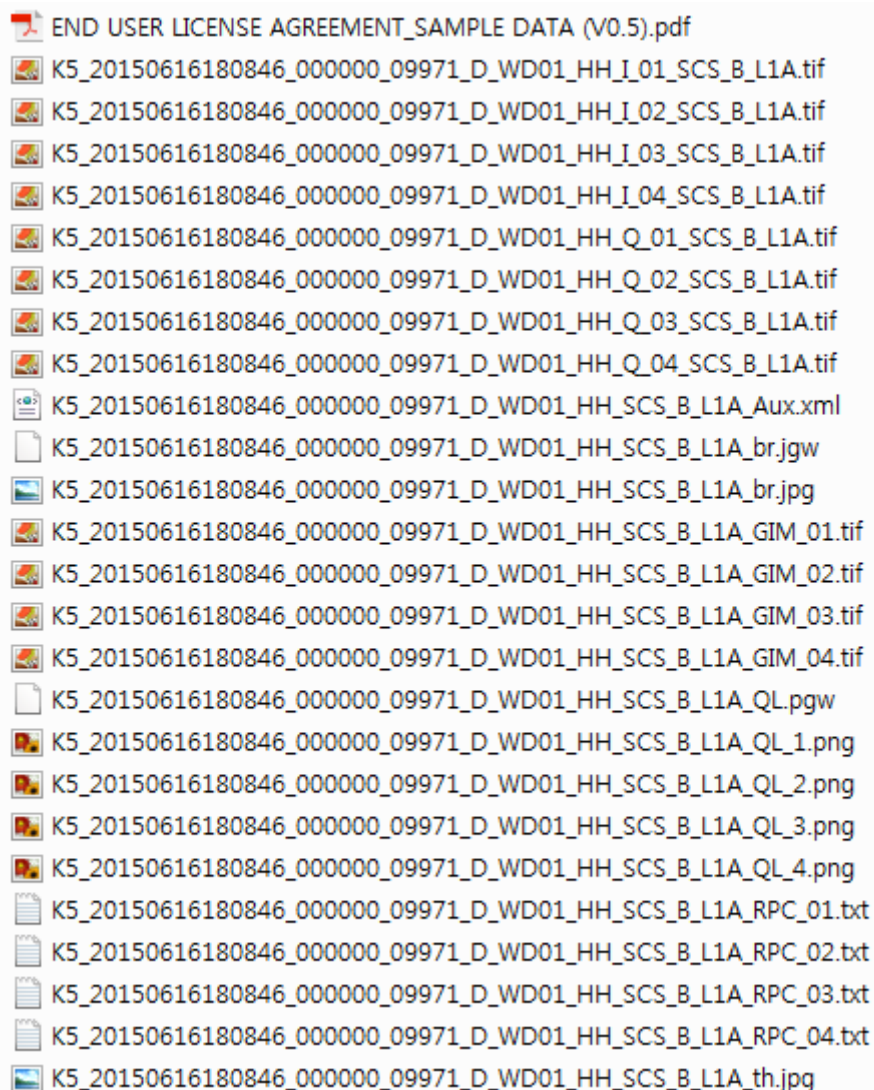 END USER LICENSE AGREEMENT_SAMPLE DATA (V0.5).pdf
K5_20150616180846_000000_09971_D_WD01_HH_I_01_SCS_B_L1A.tif
K5_20150616180846_000000_09971_D_WD01_HH_I_02_SCS_B_L1A.tif
K5_20150616180846_000000_09971_D_WD01_HH_I_03_SCS_B_L1A.tif
K5_20150616180846_000000_09971_D_WD01_HH_I_04_SCS_B_L1A.tif
K5_20150616180846_000000_09971_D_WD01_HH_Q_01_SCS_B_L1A.tif
K5_20150616180846_000000_09971_D_WD01_HH_Q_02_SCS_B_L1A.tif
K5_20150616180846_000000_09971_D_WD01_HH_Q_03_SCS_B_L1A.tif
K5_20150616180846_000000_09971_D_WD01_HH_Q_04_SCS_B_L1A.tif
K5_20150616180846_000000_09971_D_WD01_HH_SCS_B_L1A_Aux.xml
K5_20150616180846_000000_09971_D_WD01_HH_SCS_B_L1A_br.jgw
K5_20150616180846_000000_09971_D_WD01_HH_SCS_B_L1A_br.jpg
K5_20150616180846_000000_09971_D_WD01_HH_SCS_B_L1A_GIM_01.tif
K5_20150616180846_000000_09971_D_WD01_HH_SCS_B_L1A_GIM_02.tif
K5_20150616180846_000000_09971_D_WD01_HH_SCS_B_L1A_GIM_03.tif
K5_20150616180846_000000_09971_D_WD01_HH_SCS_B_L1A_GIM_04.tif
K5_20150616180846_000000_09971_D_WD01_HH_SCS_B_L1A_QL.pgw
K5_20150616180846_000000_09971_D_WD01_HH_SCS_B_L1A_QL_1.png
K5_20150616180846_000000_09971_D_WD01_HH_SCS_B_L1A_QL_2.png
K5_20150616180846_000000_09971_D_WD01_HH_SCS_B_L1A_QL_3.png
K5_20150616180846_000000_09971_D_WD01_HH_SCS_B_L1A_QL_4.png
K5_20150616180846_000000_09971_D_WD01_HH_SCS_B_L1A_RPC_01.txt
K5_20150616180846_000000_09971_D_WD01_HH_SCS_B_L1A_RPC_02.txt
K5_20150616180846_000000_09971_D_WD01_HH_SCS_B_L1A_RPC_03.txt
K5_20150616180846_000000_09971_D_WD01_HH_SCS_B_L1A_RPC_04.txt
K5_20150616180846_000000_09971_D_WD01_HH_SCS_B_L1A_th.jpg